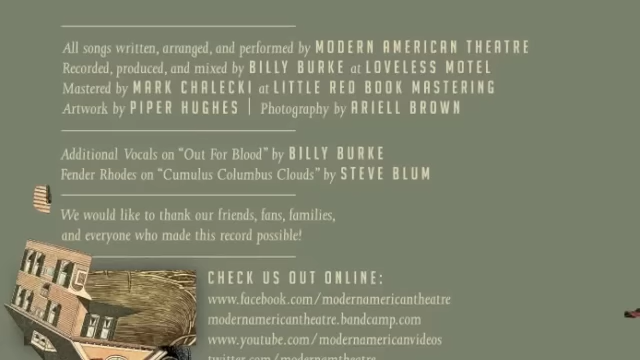 All songs written, arranged, and performed by MODERN AMERICAN THEATRE
Recorded, produced, and mixed by BILLY BURKE at LOVELESS MOTEL
Mastered by MARK CHALECKI at LITTLE RED BOOK MASTERING
Artwork by PIPER HUGHES | Photography by ARIELL BROWN
Additional Vocals on "Out For Blood" by BILLY BURKE
Fender Rhodes on "Cumulus Columbus Clouds" by STEVE BLUM
We would like to thank our friends, fans, families,
and everyone who made this record possible!
CHECK US OUT ONLINE:
www.facebook.com/modernamericantheatre
modernamericantheatre.bandcamp.com
www.youtube.com/modernamericanvideos
twitter.com/modernamtheatre